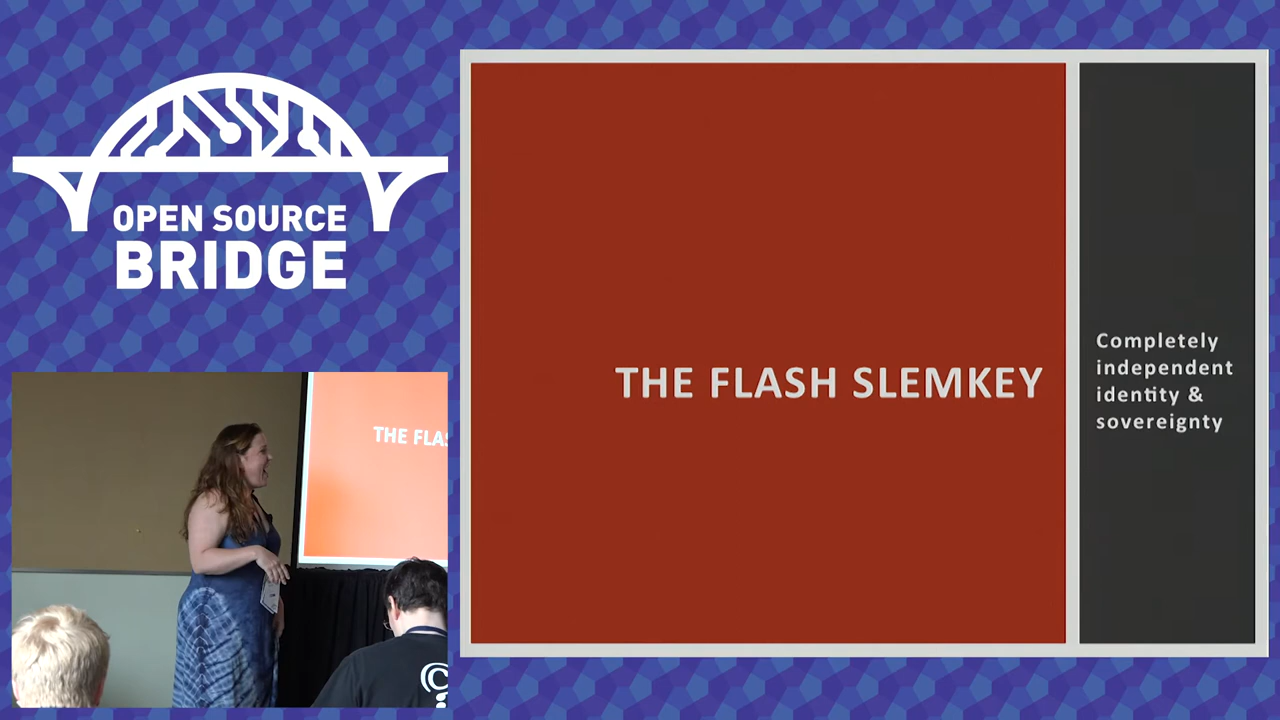 OPEN SOURCE
BRIDGE
THE FLASH SLEMKEY
Completely
independent
identity &
sovereignty
THE FLAS